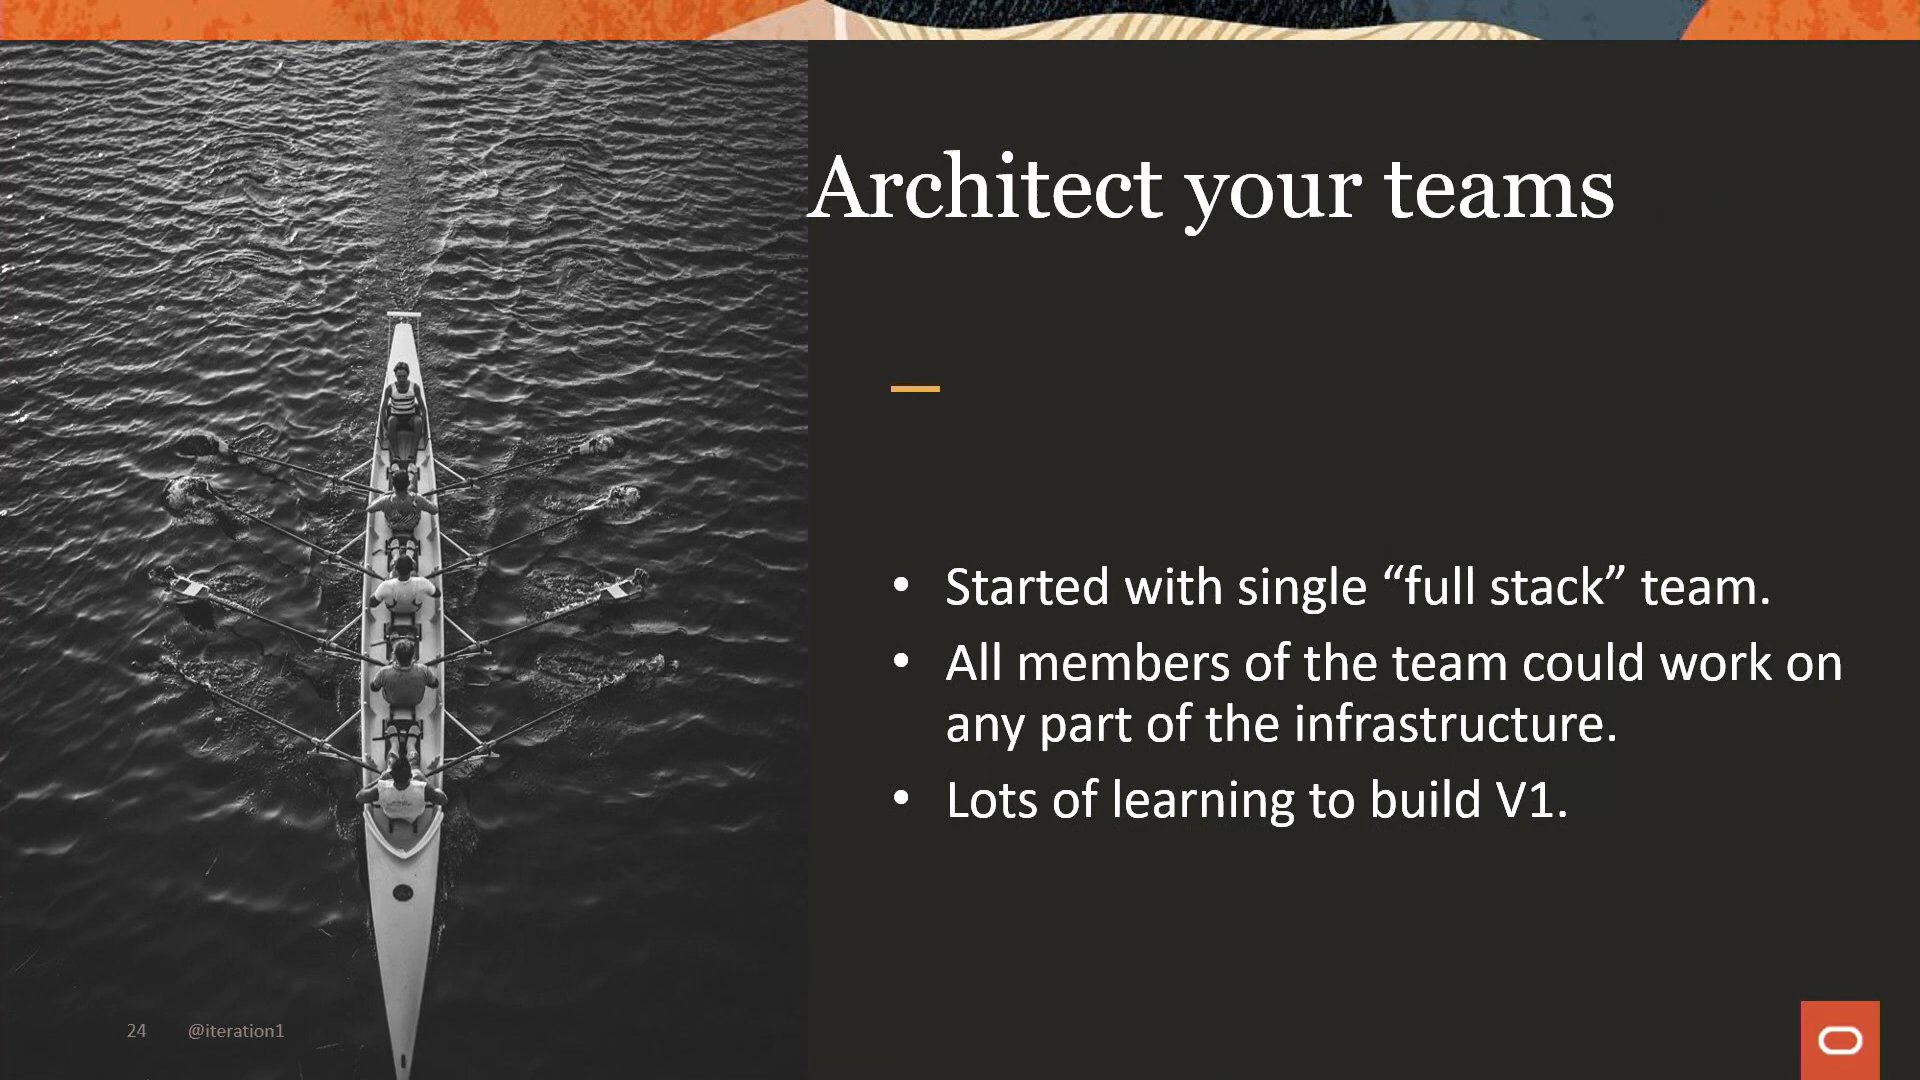 Architect your teams
• Started with single “full stack” team.
• All members of the team could work on
any part of the infrastructure.
• Lots of learning to build V1.
24 @iteration1